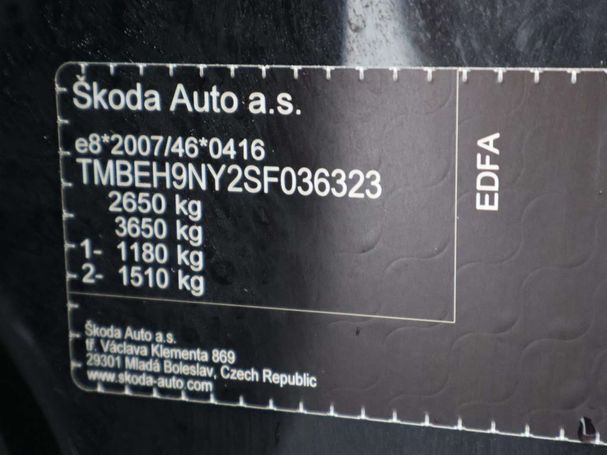 Škoda Auto a.s.
e8*2007/46*0416
TMBEH9NY2SF036323
2650 kg
3650 kg
1- 1180 kg
2- 1510 kg
EDFA
Škoda Auto a.s.
tř. Václava Klementa 869
29301 Mladá Boleslav, Czech Republic
www.skoda-auto.com